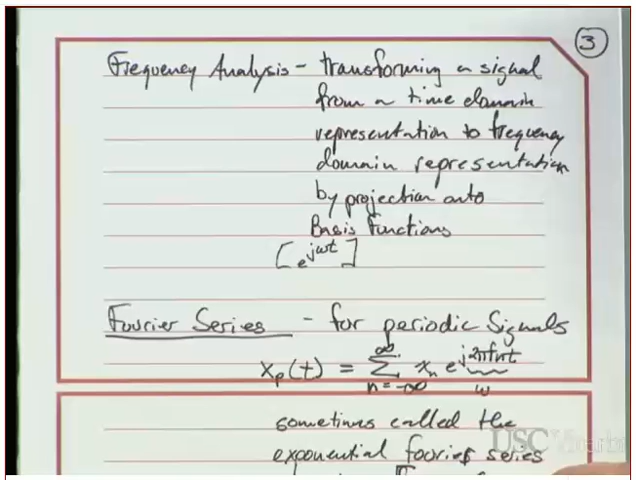 3
Frequency Analysis - transforming a signal
from a time domain
representation to frequency
domain representation
by projection onto
Basis functions
[e^jωt]
Fourier Series - for periodic Signals
x_p(t) = ∑_{n=-∞}^{∞} x_n e^{j2πfnt}
ω
sometimes called the
exponential fourier series
USC